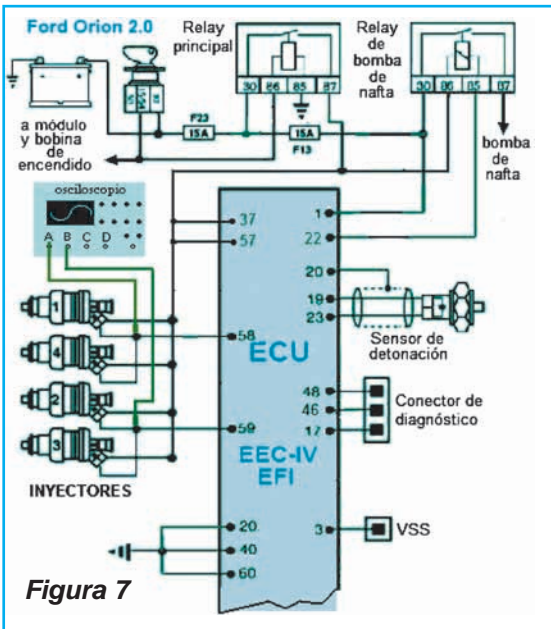 Ford Orion 2.0
Relay
principal
Relay
de
bomba
de
nafta
30 86 85 87
30 86 85 87
F23
15A
15A
F13
a módulo
y bobina
de
encendido
bomba
de
nafta
osciloscopio
A B C D
37
57
58
59
20
40
60
1
22
20
19
23
48
46
17
3
ECU
EEC-IV
EFI
Sensor de
detonación
Conector de
diagnóstico
VSS
1
4
2
3
INYECTORES
Figura 7